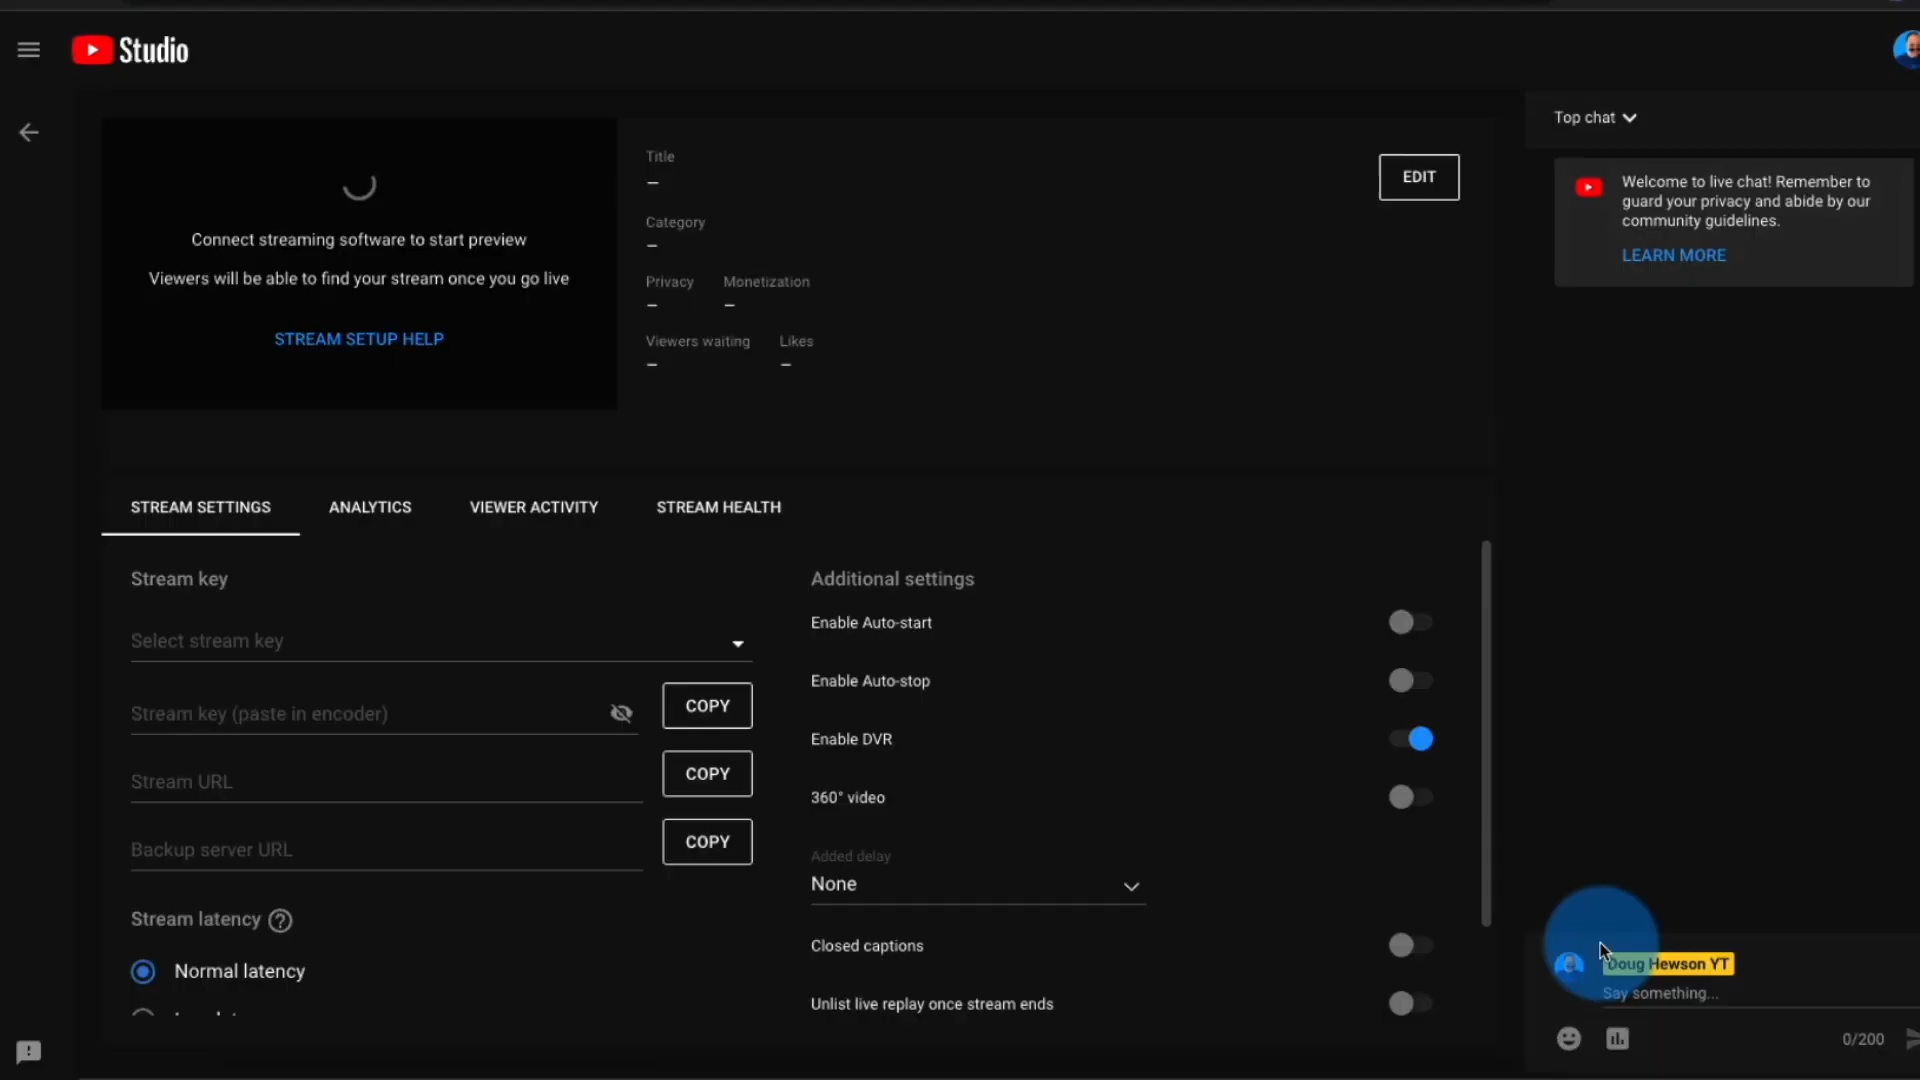 Studio
Connect streaming software to start preview
Viewers will be able to find your stream once you go live
STREAM SETUP HELP
Title
–
Category
–
Privacy Monetization
– –
Viewers waiting Likes
– –
EDIT
Top chat
Welcome to live chat! Remember to
guard your privacy and abide by our
community guidelines.
LEARN MORE
STREAM SETTINGS ANALYTICS VIEWER ACTIVITY STREAM HEALTH
Stream key
Select stream key
Stream key (paste in encoder)
COPY
Stream URL
COPY
Backup server URL
COPY
Stream latency
Normal latency
Additional settings
Enable Auto-start
Enable Auto-stop
Enable DVR
360° video
Added delay
None
Closed captions
Unlist live replay once stream ends
Doug Hewson YT
Say something...
0/200